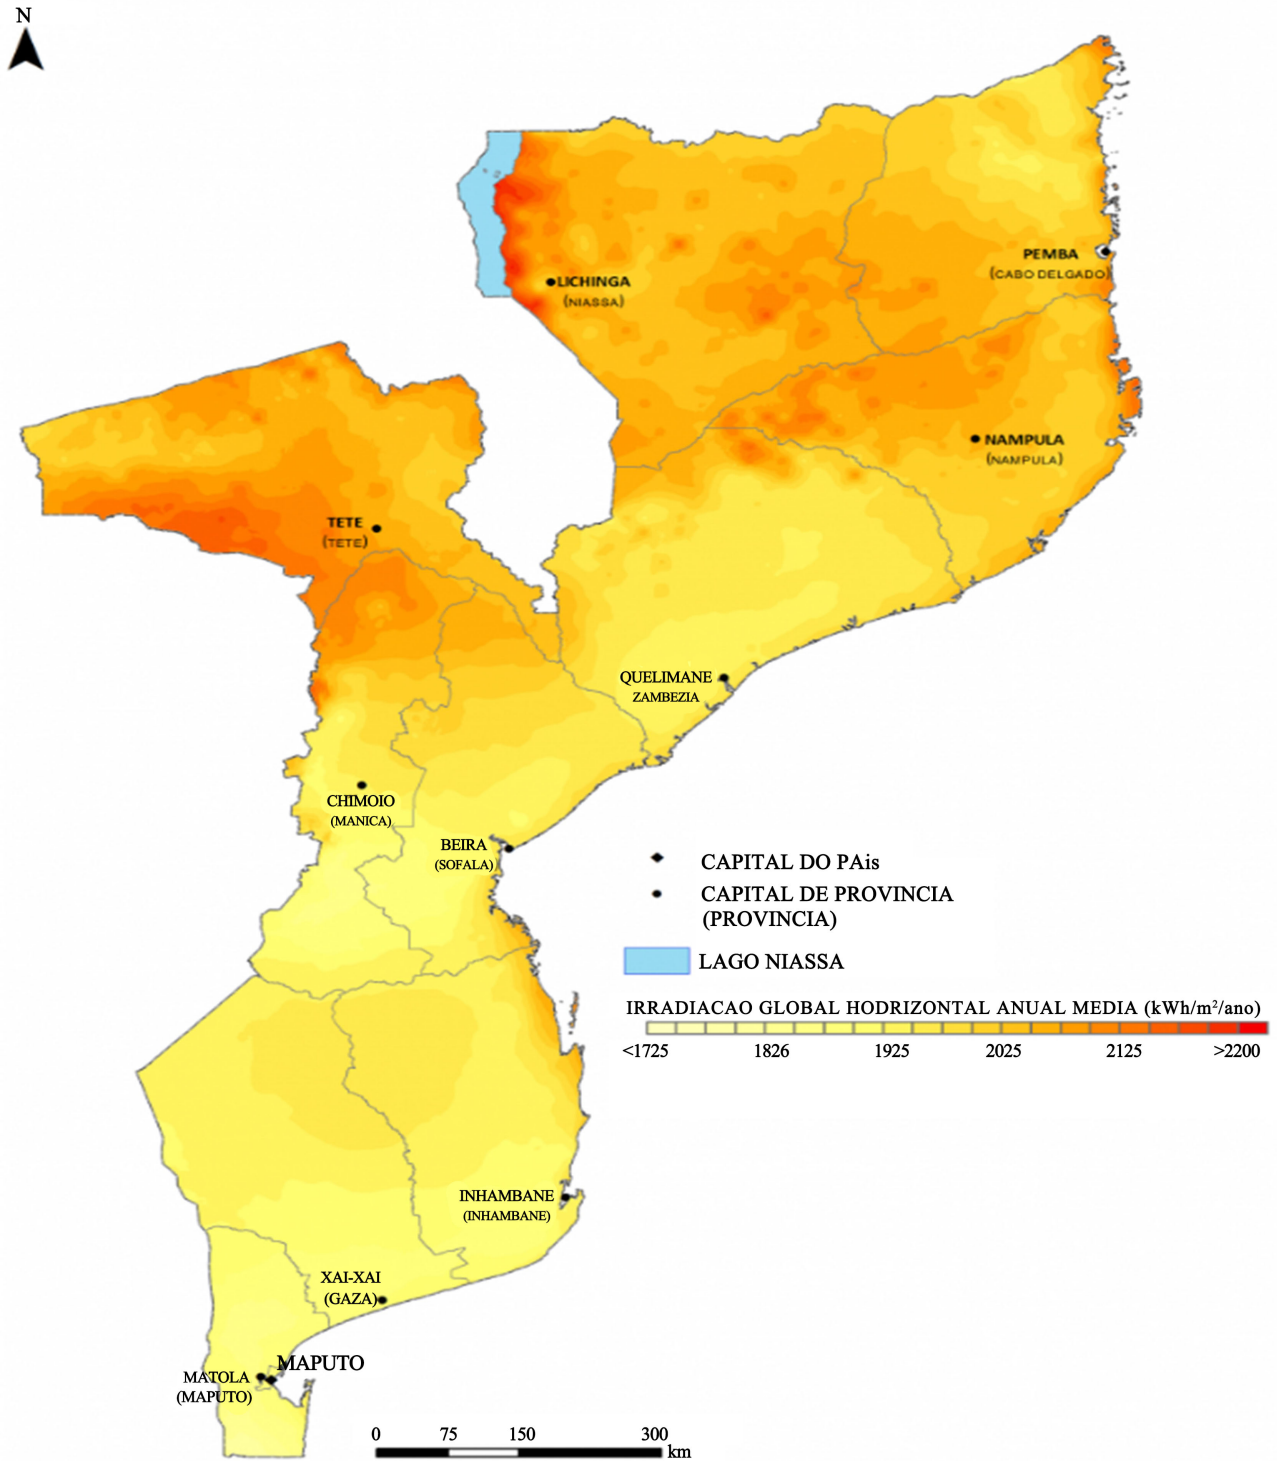 N
PEMBA
(CABO DELGADO)
LICHINGA
(NIASSA)
NAMPULA
(NAMPULA)
TETE
(TETE)
QUELIMANE
ZAMBEZIA
CHIMOIO
(MANICA)
BEIRA
(SOFALA)
CAPITAL DO PAis
CAPITAL DE PROVINCIA
(PROVINCIA)
LAGO NIASSA
IRRADIACAO GLOBAL HODRIZONTAL ANUAL MEDIA (kWh/m²/ano)
<1725 1826 1925 2025 2125 >2200
INHAMBANE
(INHAMBANE)
XAI-XAI
(GAZA)
MAPUTO
MATOLA
(MAPUTO)
0 75 150 300
km